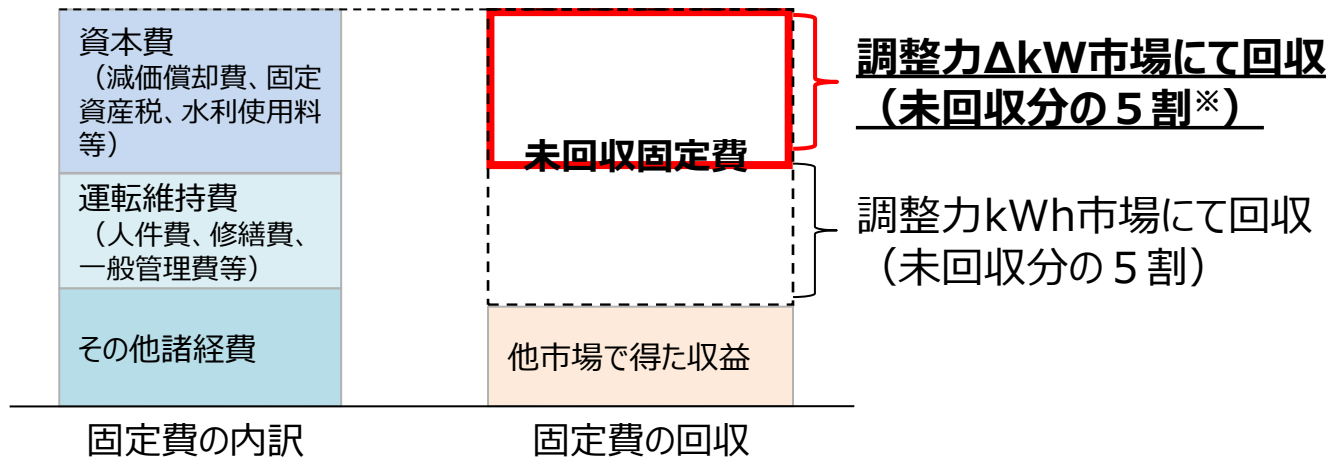 資本費
（減価償却費、固定
資産税、水利使用料
等）
運転維持費
（人件費、修繕費、
一般管理費等）
その他諸経費
固定費の内訳
未回収固定費
他市場で得た収益
固定費の回収
調整力ΔkW市場にて回収
（未回収分の５割※）
調整力kWh市場にて回収
（未回収分の５割）